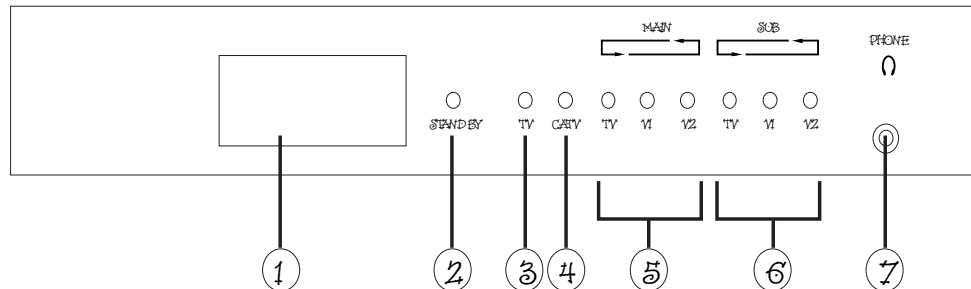 MAIN SUB
PHONE
STAND BY TV CATV TV V1 V2 TV V1 V2
1 2 3 4 5 6 7